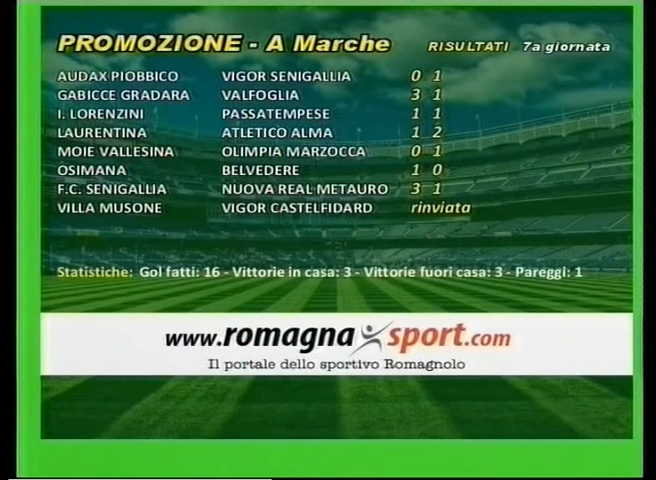 PROMOZIONE - A Marche RISULTATI 7a giornata
AUDAX PIOBBICO VIGOR SENIGALLIA 0 1
GABICCE GRADARA VALFOGLIA 3 1
I. LORENZINI PASSATEMPESE 1 1
LAURENTINA ATLETICO ALMA 1 2
MOIE VALLESINA OLIMPIA MARZOCCA 0 1
OSIMANA BELVEDERE 1 0
F.C. SENIGALLIA NUOVA REAL METAURO 3 1
VILLA MUSONE VIGOR CASTELFIDARD rinviata
Statistiche: Gol fatti: 16 - Vittorie in casa: 3 - Vittorie fuori casa: 3 - Pareggi: 1
www.romagnasport.com
Il portale dello sportivo Romagnolo